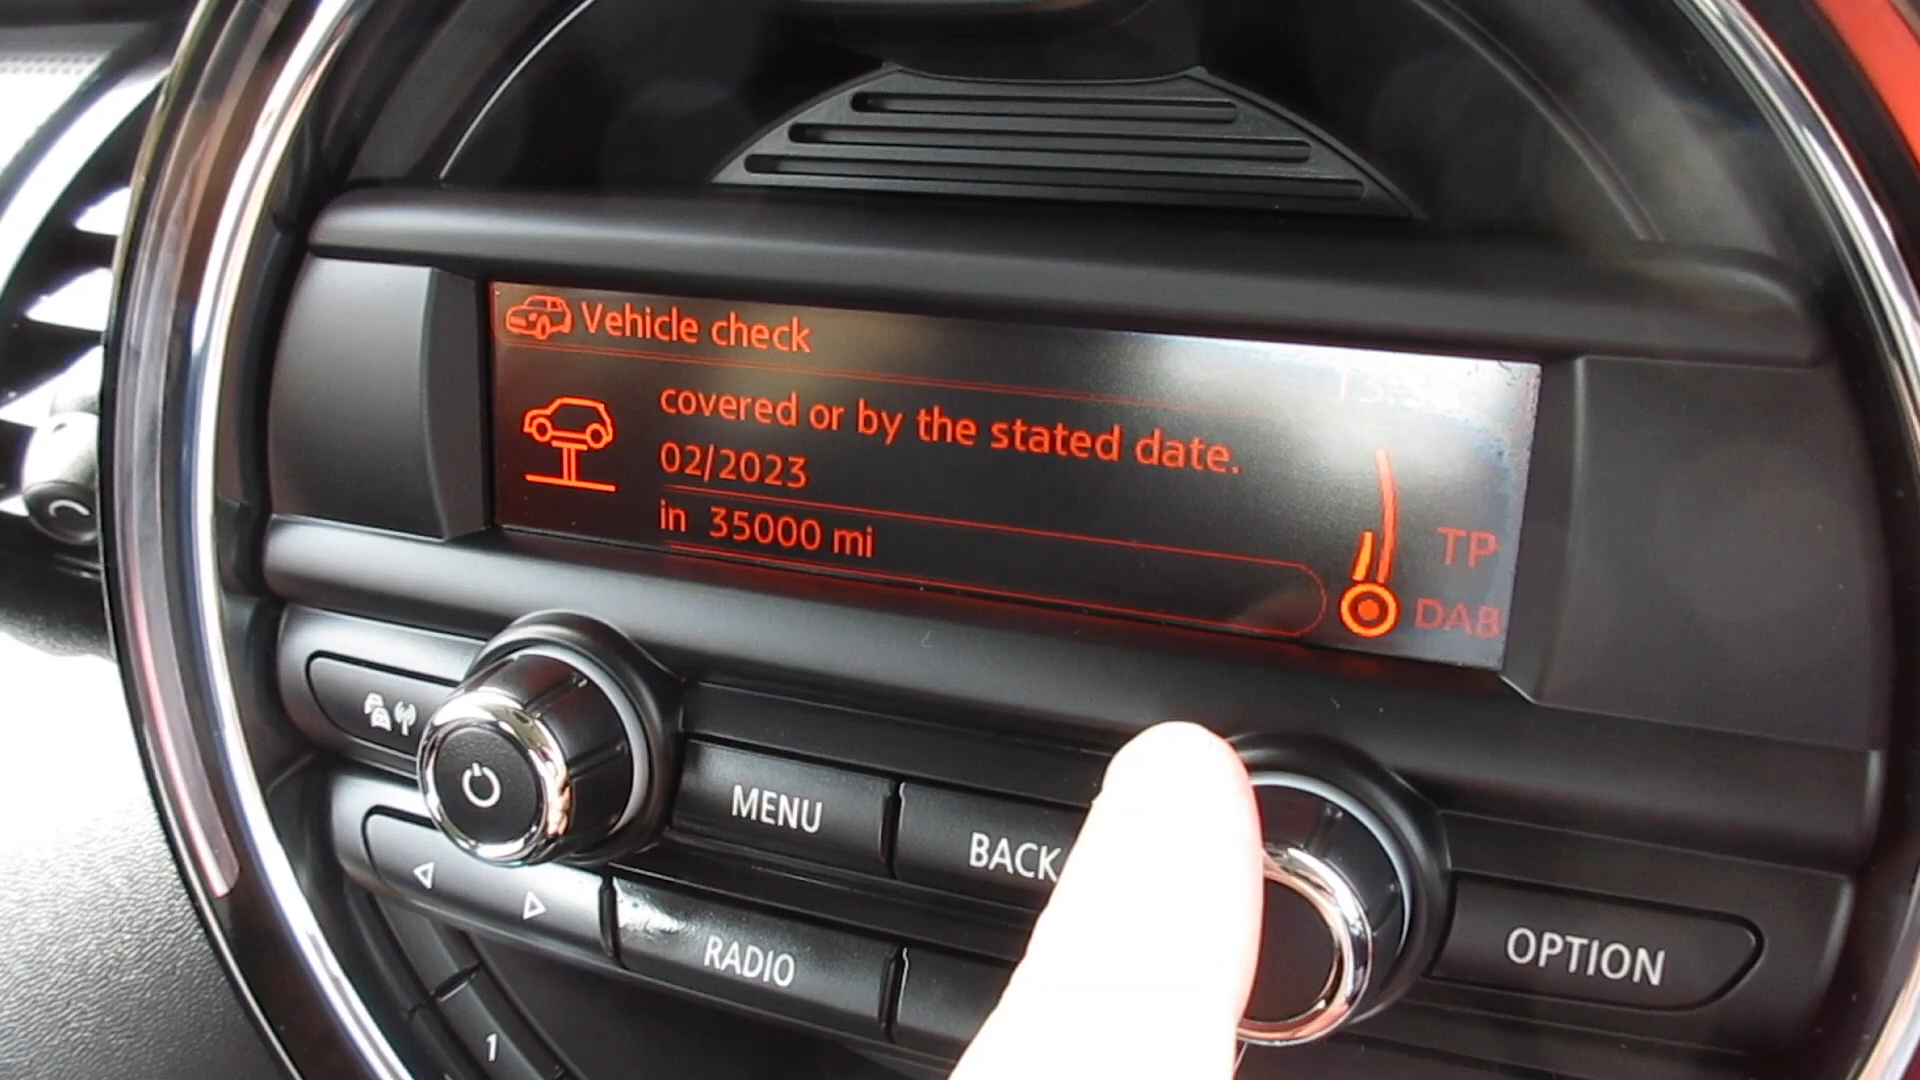 Vehicle check
covered or by the stated date.
02/2023
in 35000 mi
TP
DAB
MENU
BACK
RADIO
OPTION
1